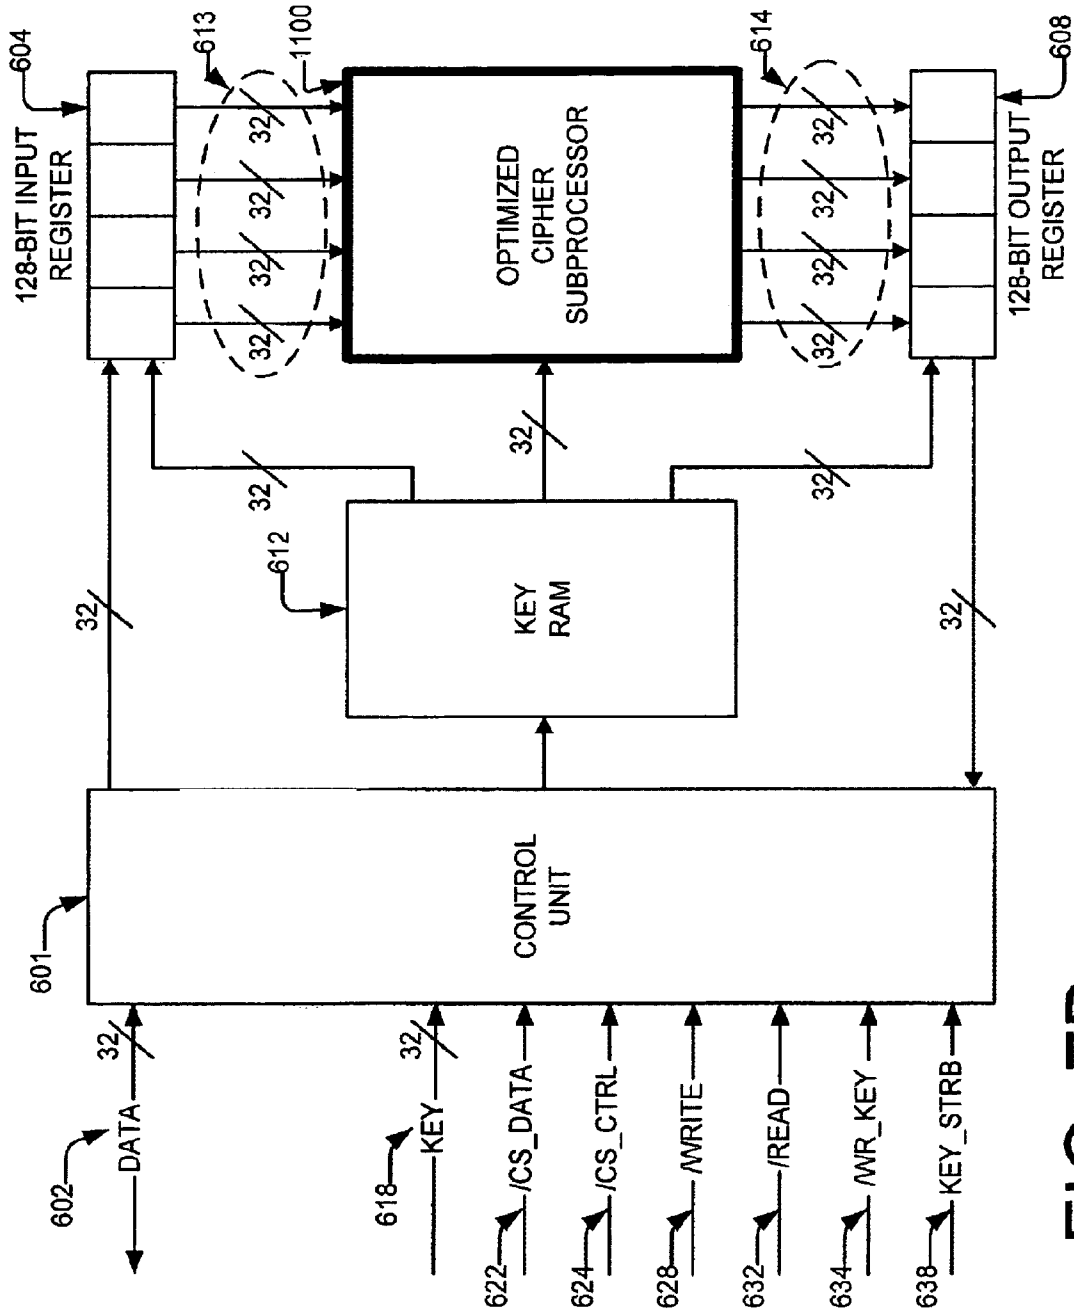 602
DATA
32
618
KEY
32
622
/CS_DATA
624
/CS_CTRL
628
/WRITE
632
/READ
634
/WR_KEY
638
KEY_STRB
601
CONTROL
UNIT
32
32
612
KEY
RAM
32
32
32
604
128-BIT INPUT
REGISTER
613
32
32
32
32
1100
OPTIMIZED
CIPHER
SUBPROCESSOR
614
32
32
32
32
608
128-BIT OUTPUT
REGISTER